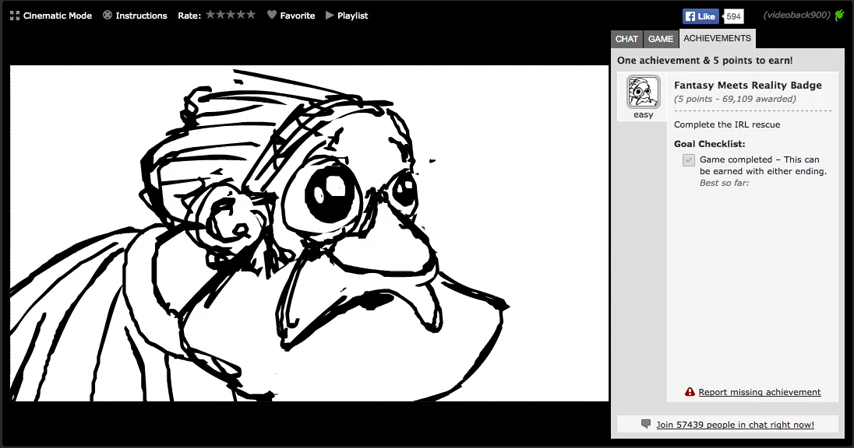 Cinematic Mode Instructions Rate: Favorite Playlist Like 594 (videoback900)
CHAT GAME ACHIEVEMENTS
One achievement & 5 points to earn!
Fantasy Meets Reality Badge
(5 points - 69,109 awarded)
easy
Complete the IRL rescue
Goal Checklist:
Game completed – This can
be earned with either ending.
Best so far:
Report missing achievement
Join 57439 people in chat right now!